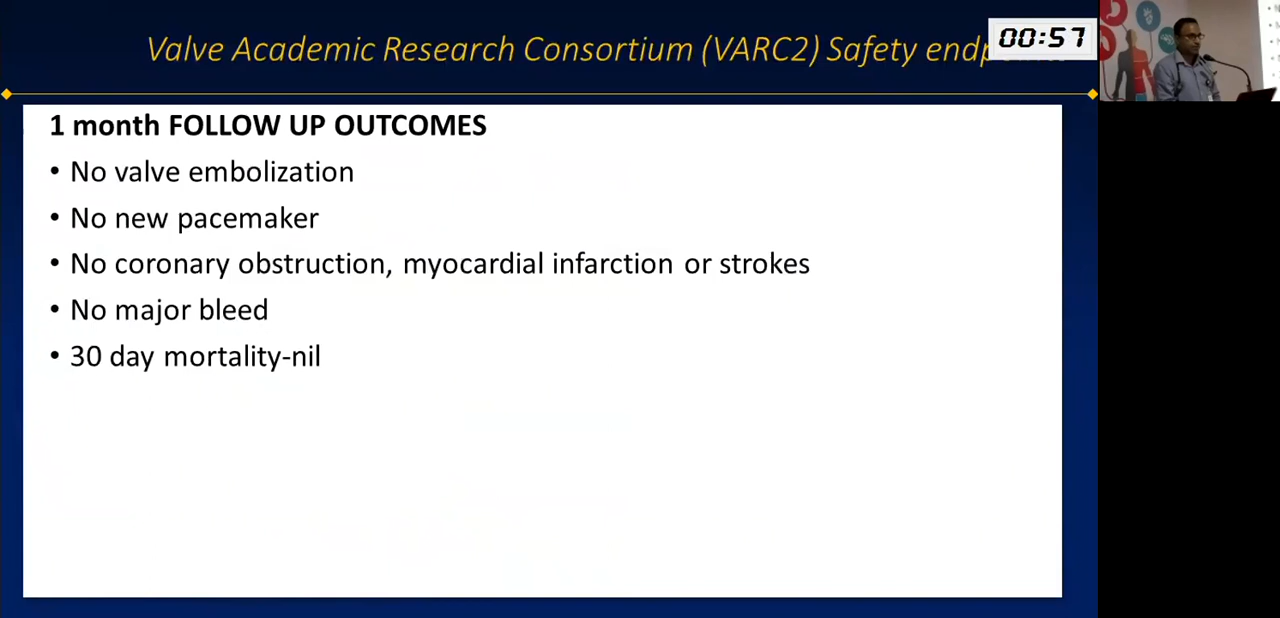 Valve Academic Research Consortium (VARC2) Safety
00:57
1 month FOLLOW UP OUTCOMES
• No valve embolization
• No new pacemaker
• No coronary obstruction, myocardial infarction or strokes
• No major bleed
• 30 day mortality-nil